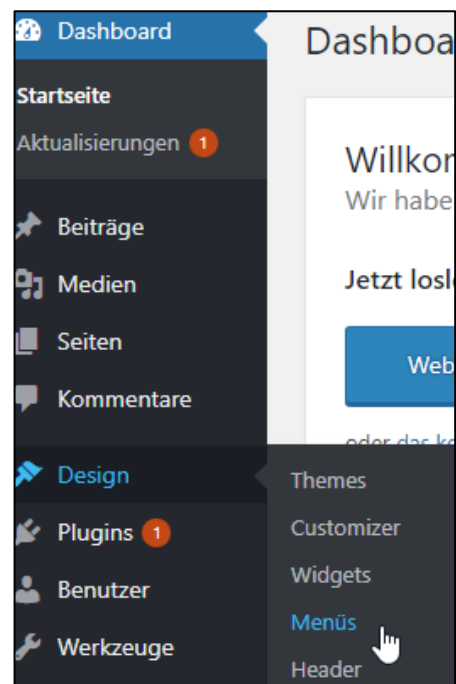 Dashboard
Startseite
Aktualisierungen 1
Beiträge
Medien
Seiten
Kommentare
Design
Plugins 1
Benutzer
Werkzeuge
Dashboa
Willkor
Wir habe
Jetzt losl
Web
oder das k
Themes
Customizer
Widgets
Menüs
Header